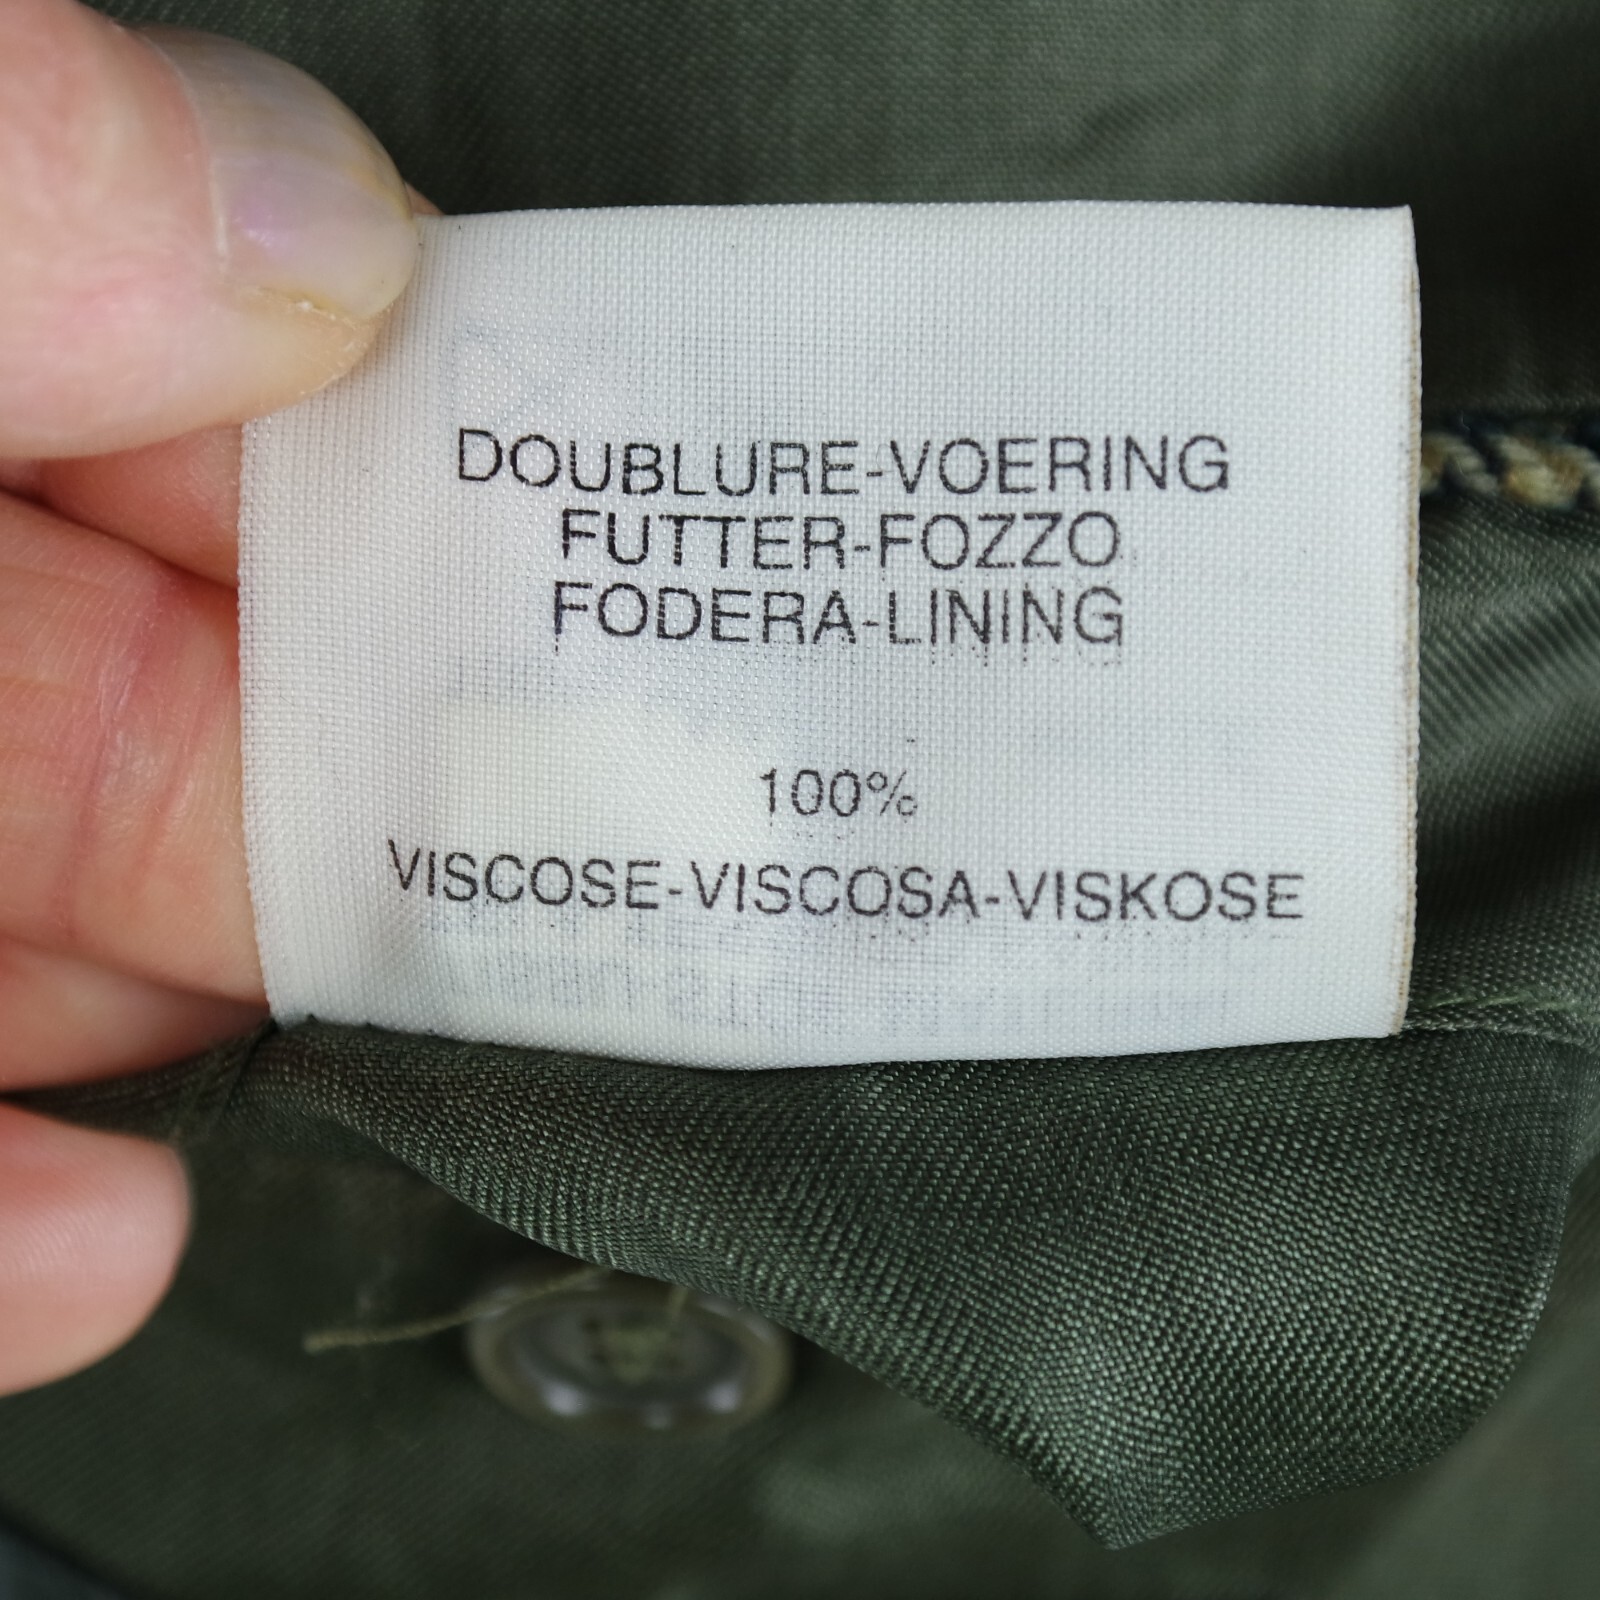 DOUBLURE-VOERING
FUTTER-FOZZO
FODERA-LINING
100%
VISCOSE-VISCOSA-VISKOSE